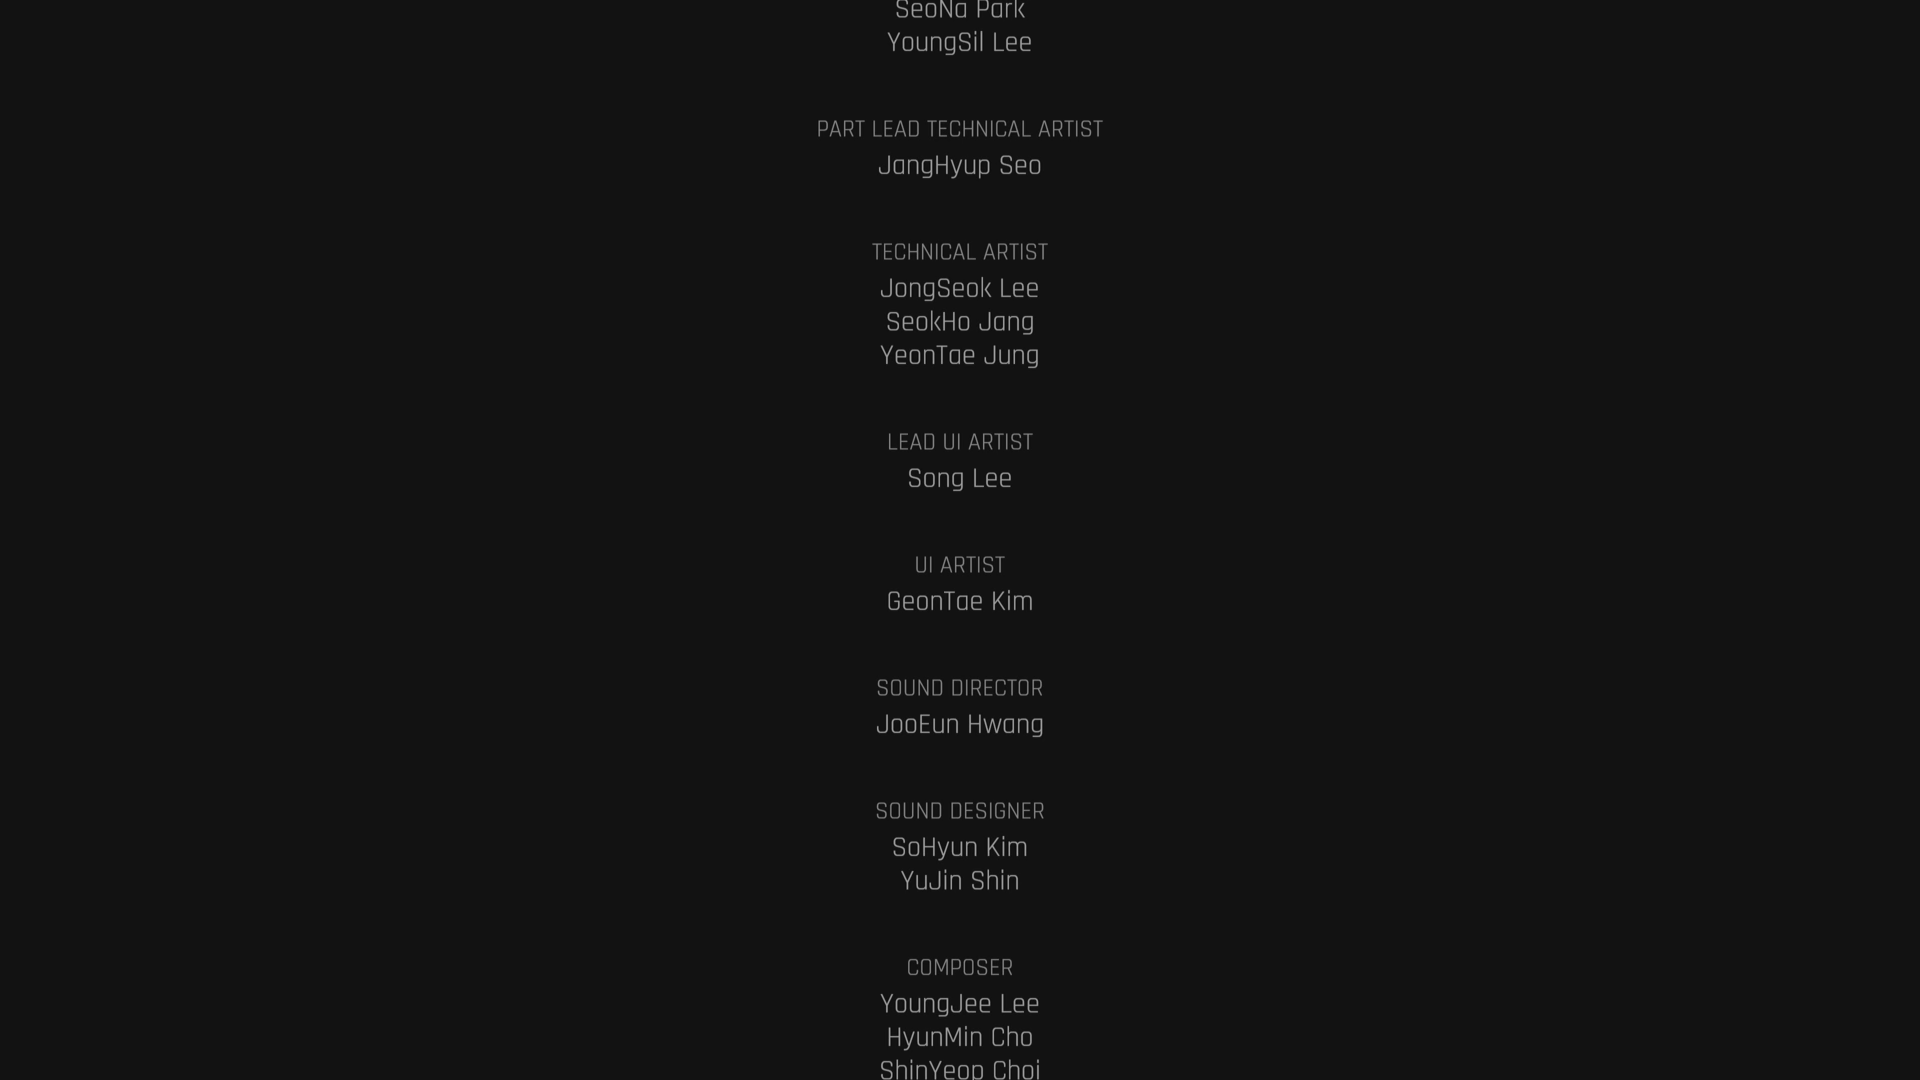 SeoNa Park
YoungSil Lee
PART LEAD TECHNICAL ARTIST
JangHyup Seo
TECHNICAL ARTIST
JongSeok Lee
SeokHo Jang
YeonTae Jung
LEAD UI ARTIST
Song Lee
UI ARTIST
GeonTae Kim
SOUND DIRECTOR
JooEun Hwang
SOUND DESIGNER
SoHyun Kim
YuJin Shin
COMPOSER
YoungJee Lee
HyunMin Cho
ShinYeop Choi